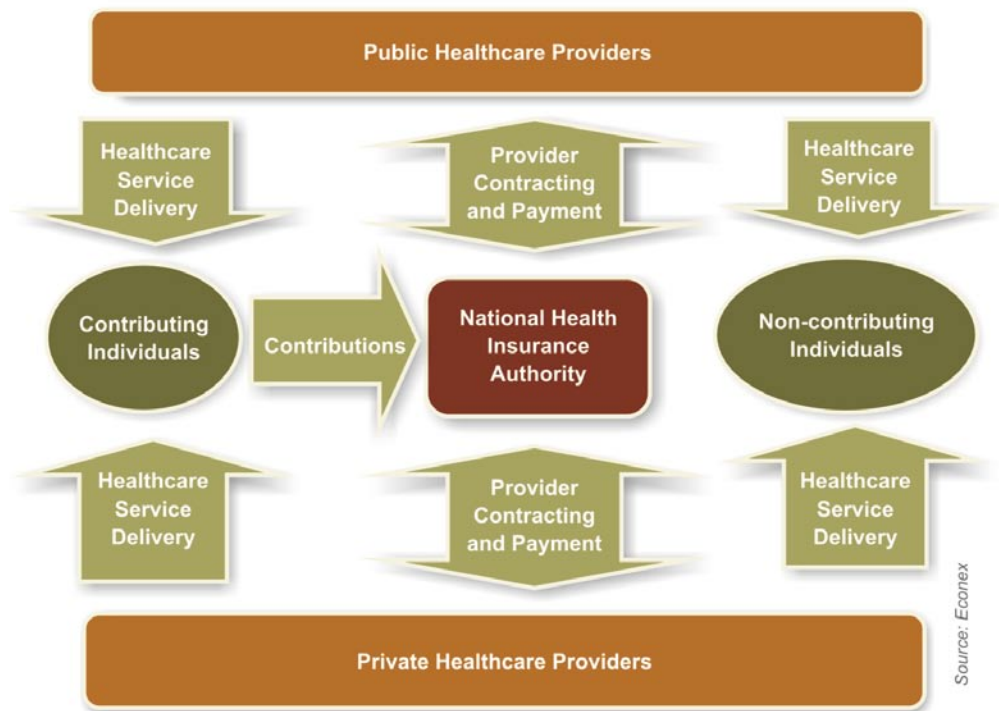 Public Healthcare Providers
Healthcare
Service
Delivery
Provider
Contracting
and Payment
Healthcare
Service
Delivery
Contributing
Individuals
Contributions
National Health
Insurance
Authority
Non-contributing
Individuals
Healthcare
Service
Delivery
Provider
Contracting
and Payment
Healthcare
Service
Delivery
Private Healthcare Providers
Source: Econex